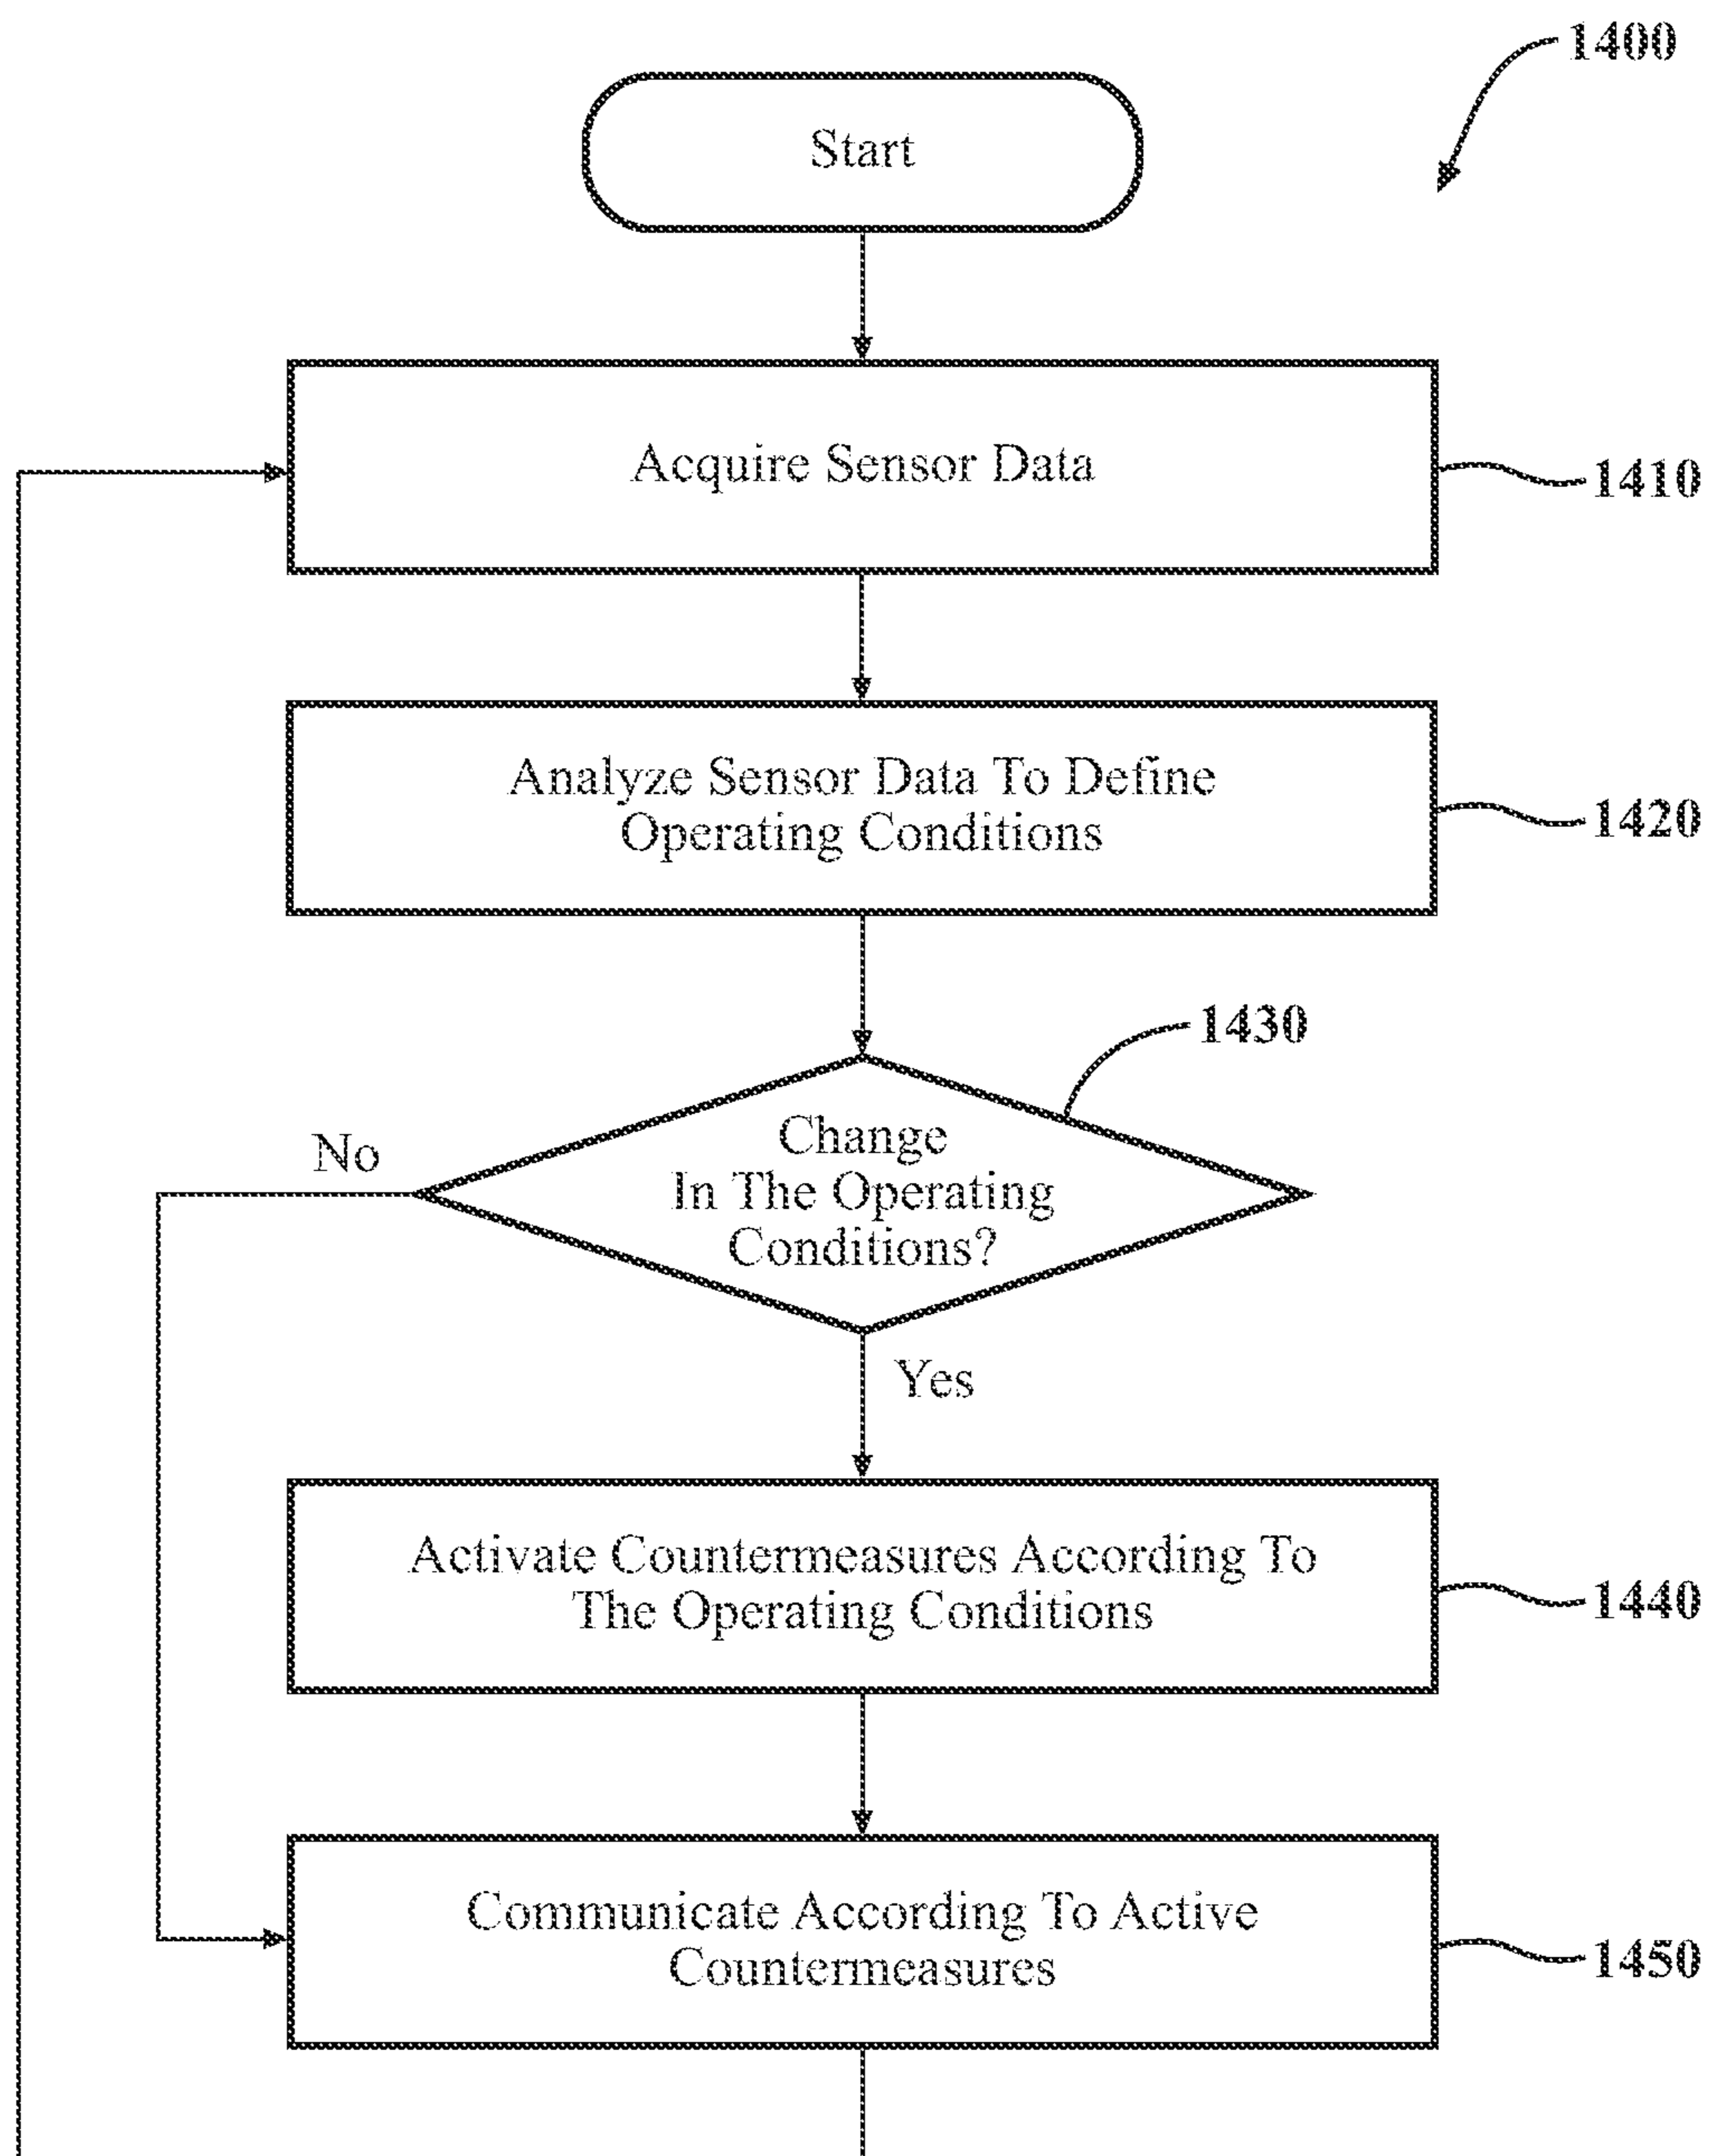 1400
Start
Acquire Sensor Data
1410
Analyze Sensor Data To Define
Operating Conditions
1420
1430
Change
In The Operating
Conditions?
No
Yes
Activate Countermeasures According To
The Operating Conditions
1440
Communicate According To Active
Countermeasures
1450